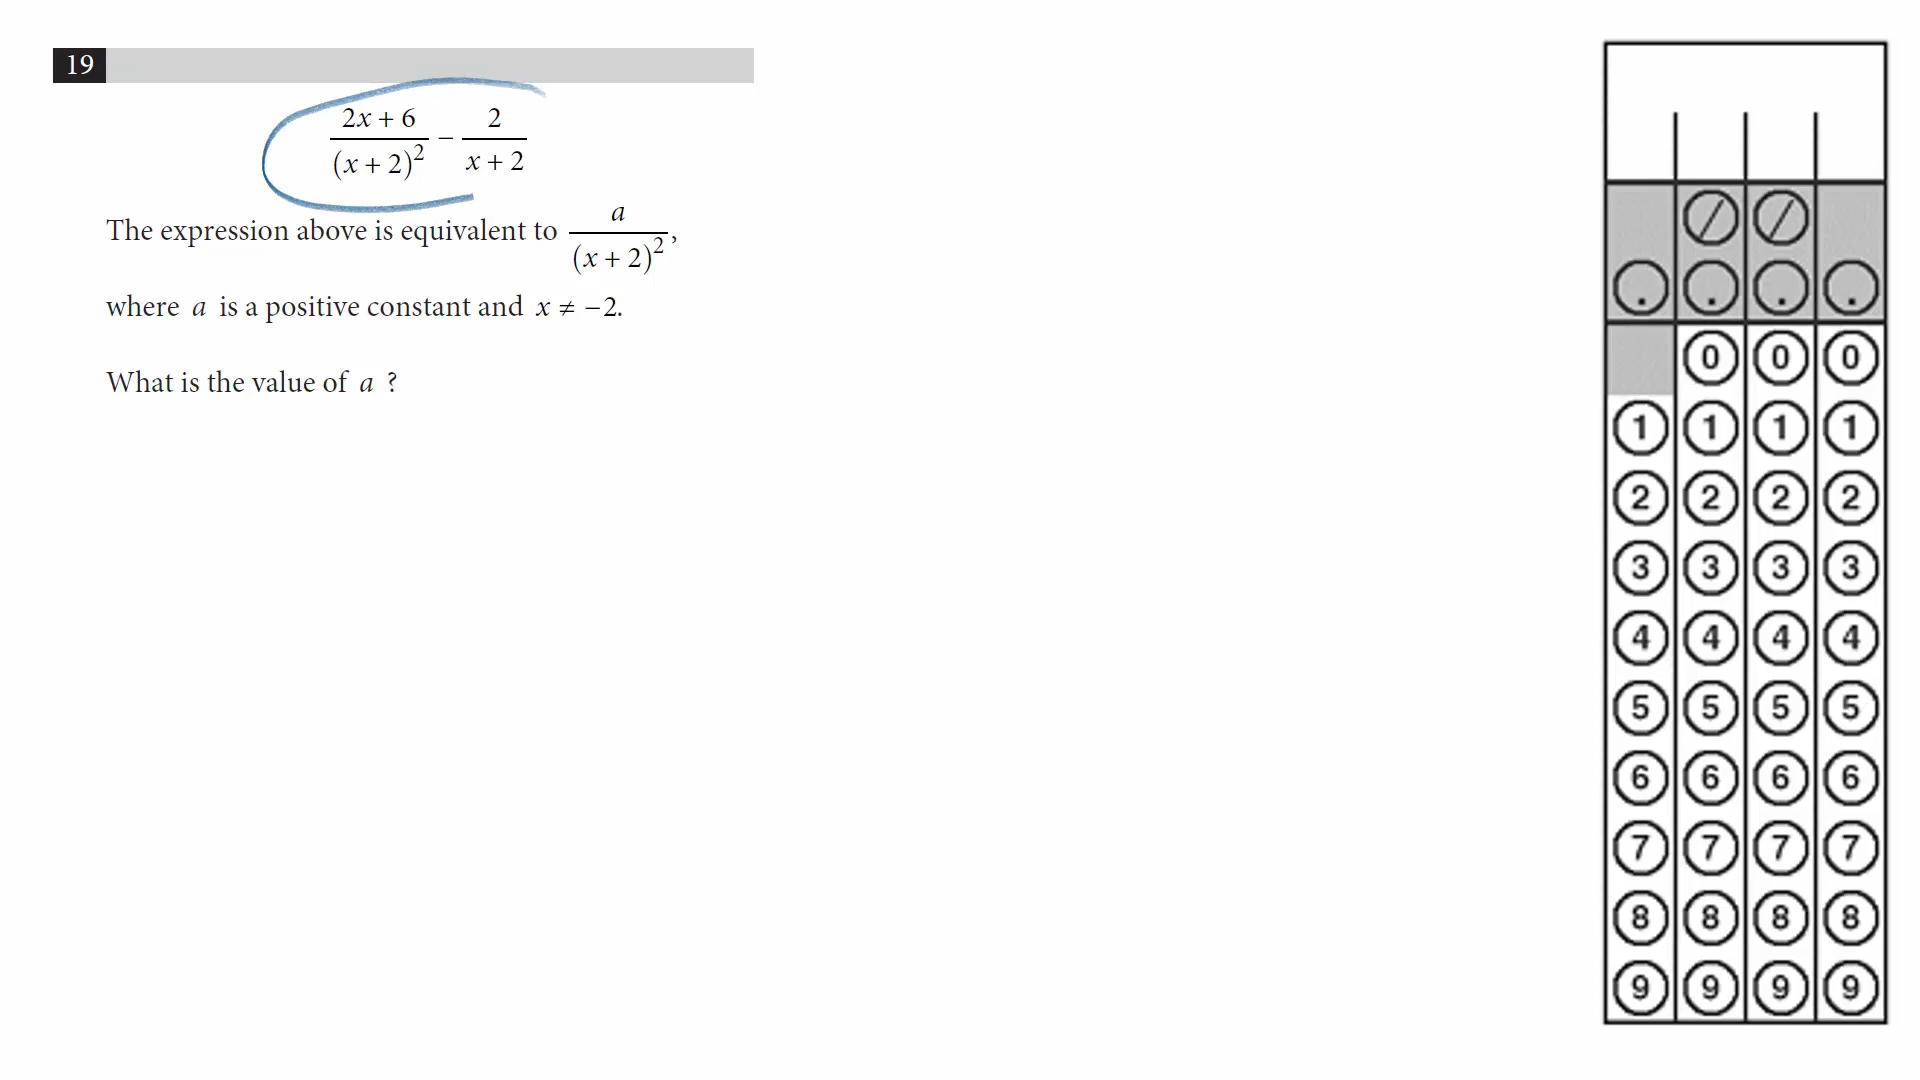 19
(2x + 6)/(x + 2)² − 2/(x + 2)
The expression above is equivalent to a/(x + 2)²,
where a is a positive constant and x ≠ −2.
What is the value of a ?
/ /
. . . .
0 0 0
1 1 1 1
2 2 2 2
3 3 3 3
4 4 4 4
5 5 5 5
6 6 6 6
7 7 7 7
8 8 8 8
9 9 9 9